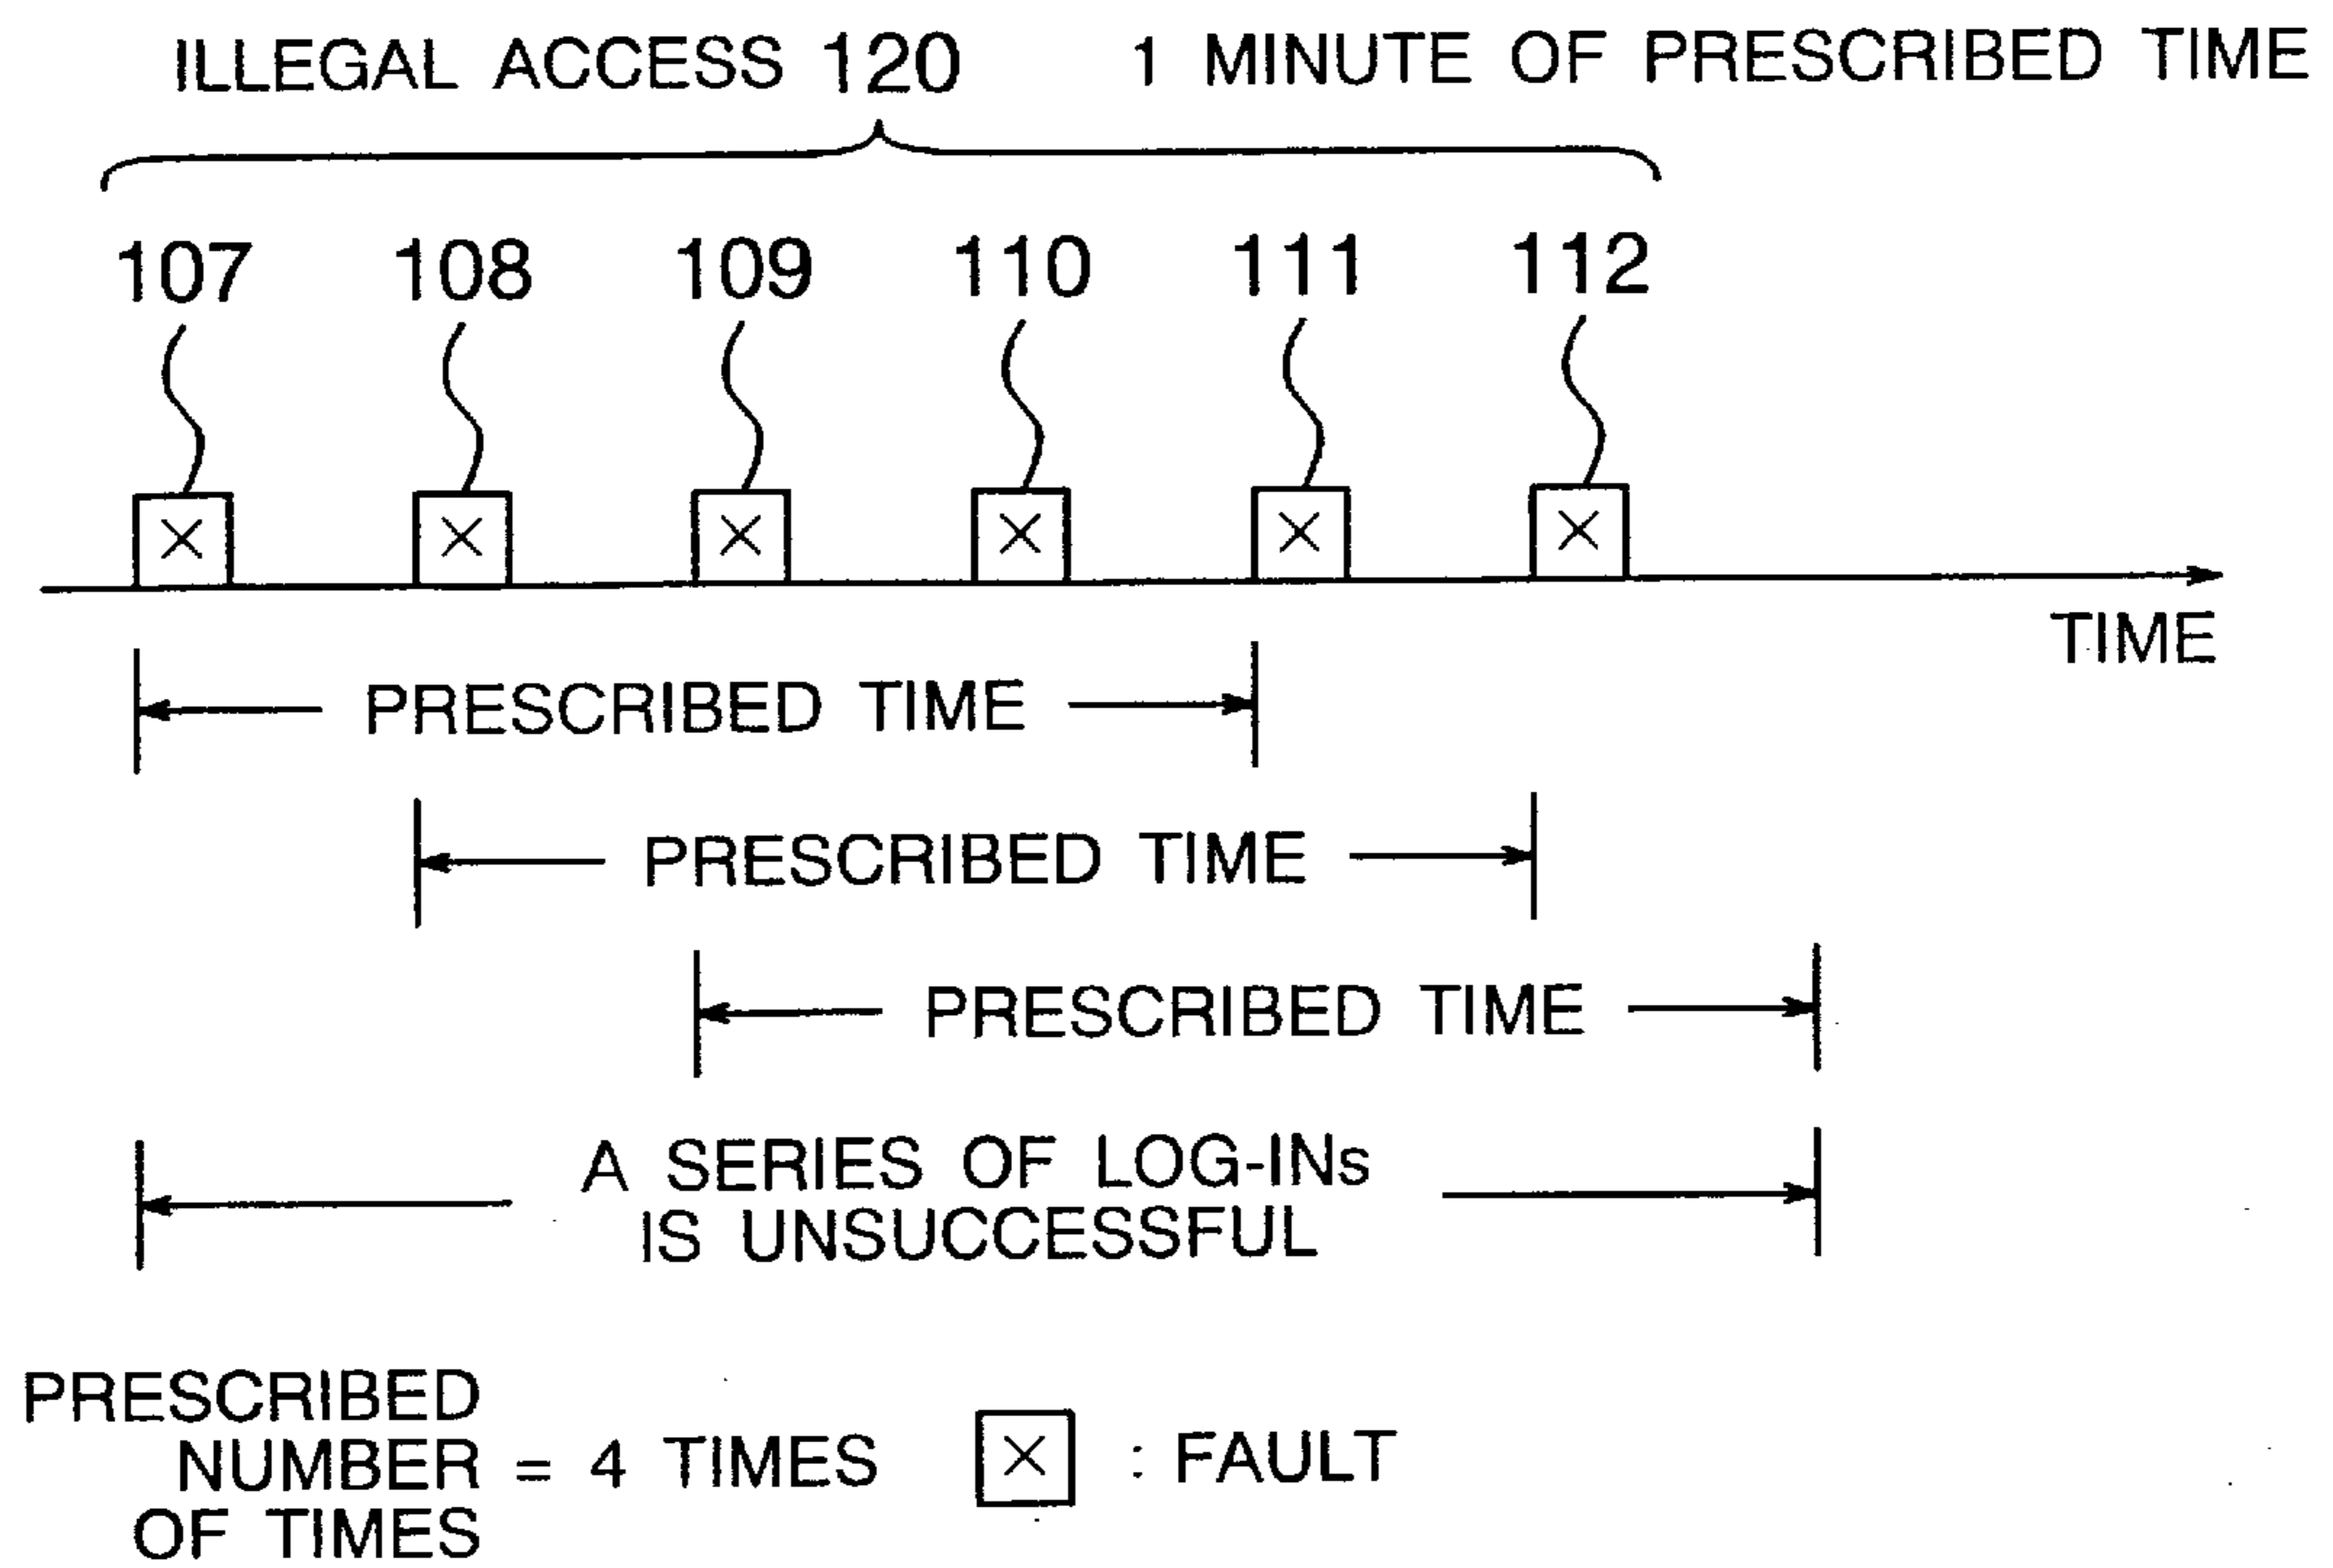 ILLEGAL ACCESS 120 1 MINUTE OF PRESCRIBED TIME
107 108 109 110 111 112
TIME
PRESCRIBED TIME
PRESCRIBED TIME
PRESCRIBED TIME
A SERIES OF LOG-INs
IS UNSUCCESSFUL
PRESCRIBED
NUMBER = 4 TIMES : FAULT
OF TIMES